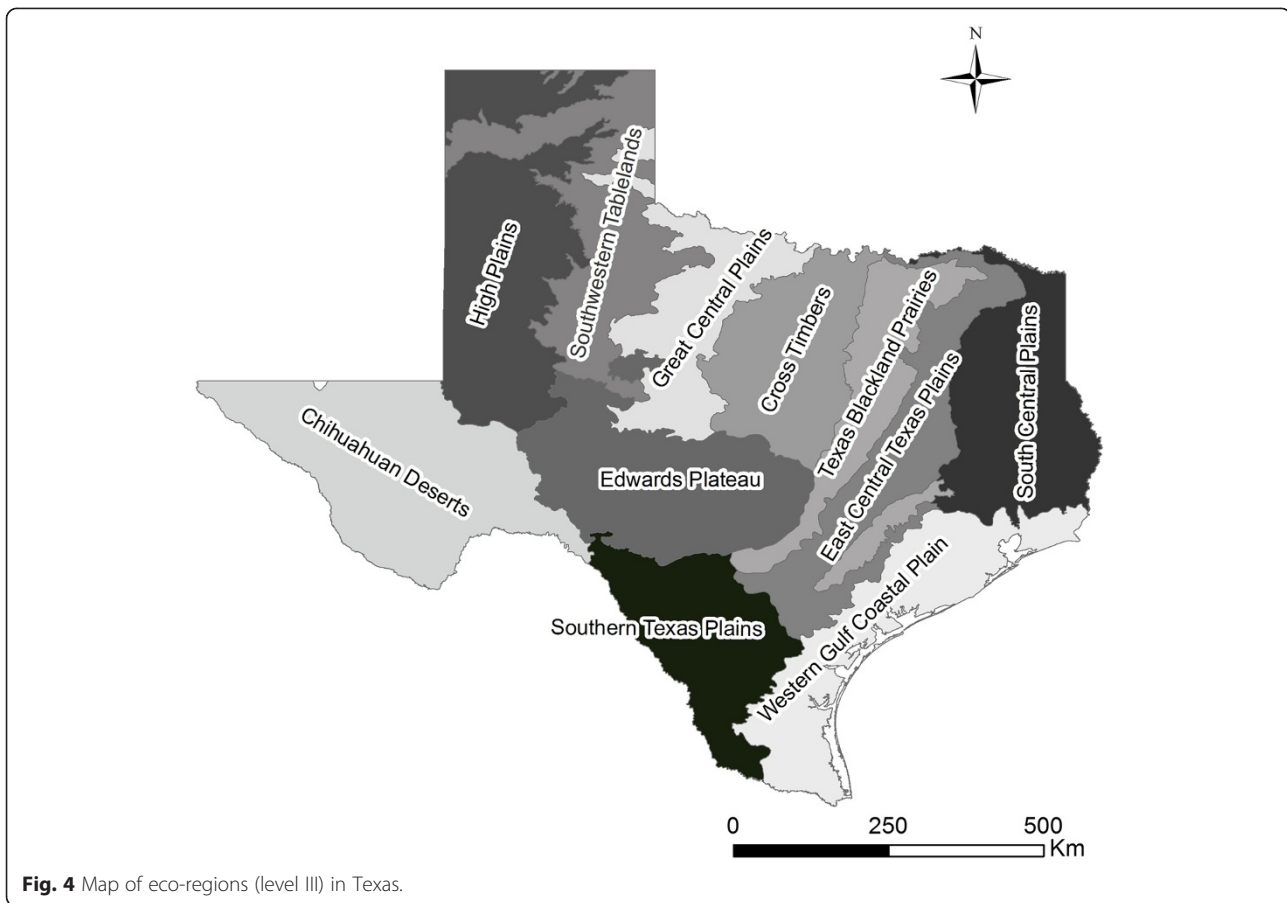 N
High Plains
Southwestern Tablelands
Great Central Plains
Cross Timbers
Texas Blackland Prairies
East Central Texas Plains
South Central Plains
Chihuahuan Deserts
Edwards Plateau
Western Gulf Coastal Plain
Southern Texas Plains
0 250 500
Km
Fig. 4 Map of eco-regions (level III) in Texas.